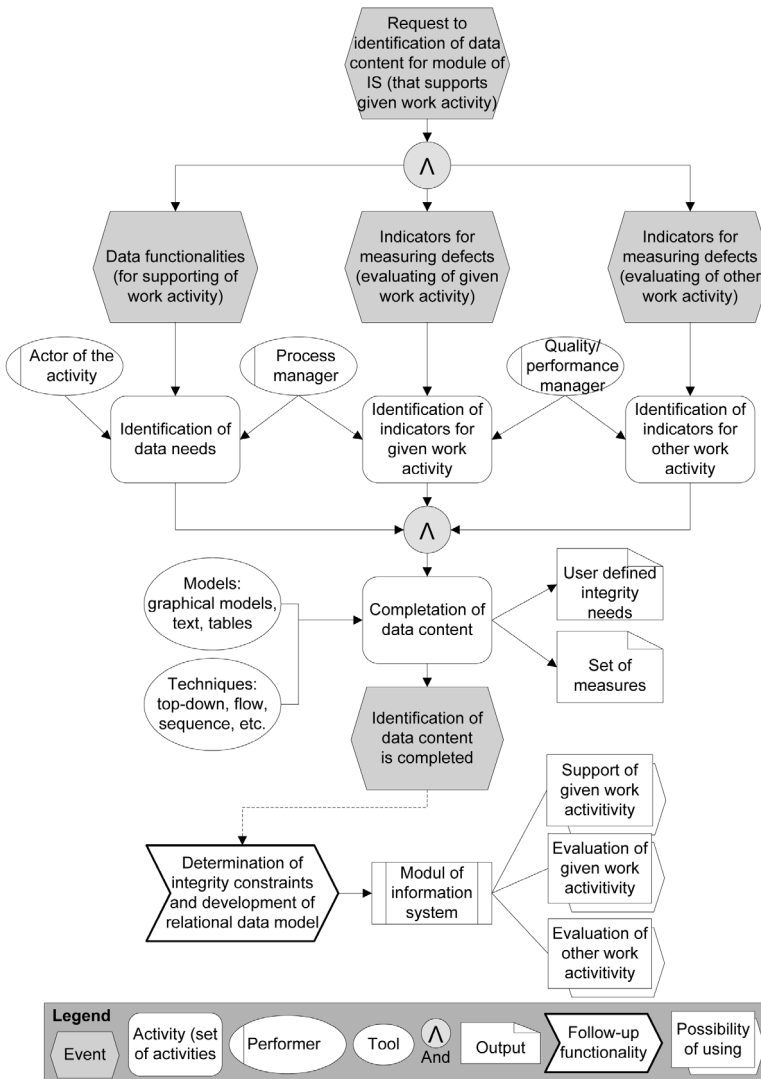 Request to
identification of data
content for module of
IS (that supports
given work activity)
Λ
Data functionalities
(for supporting of
work activity)
Indicators for
measuring defects
(evaluating of given
work activity)
Indicators for
measuring defects
(evaluating of other
work activity)
Actor of the
activity
Process
manager
Quality/
performance
manager
Identification of
data needs
Identification of
indicators for
given work
activity
Identification of
indicators for
other work
activity
Λ
Models:
graphical models,
text, tables
Techniques:
top-down, flow,
sequence, etc.
Completation of
data content
User defined
integrity
needs
Set of
measures
Identification of
data content
is completed
Determination of
integrity constraints
and development of
relational data model
Modul of
information
system
Support of
given work
activitivity
Evaluation of
given work
activitivity
Evaluation of
other work
activitivity
Legend
Event
Activity (set
of activities
Performer
Tool
Λ
And
Output
Follow-up
functionality
Possibility
of using